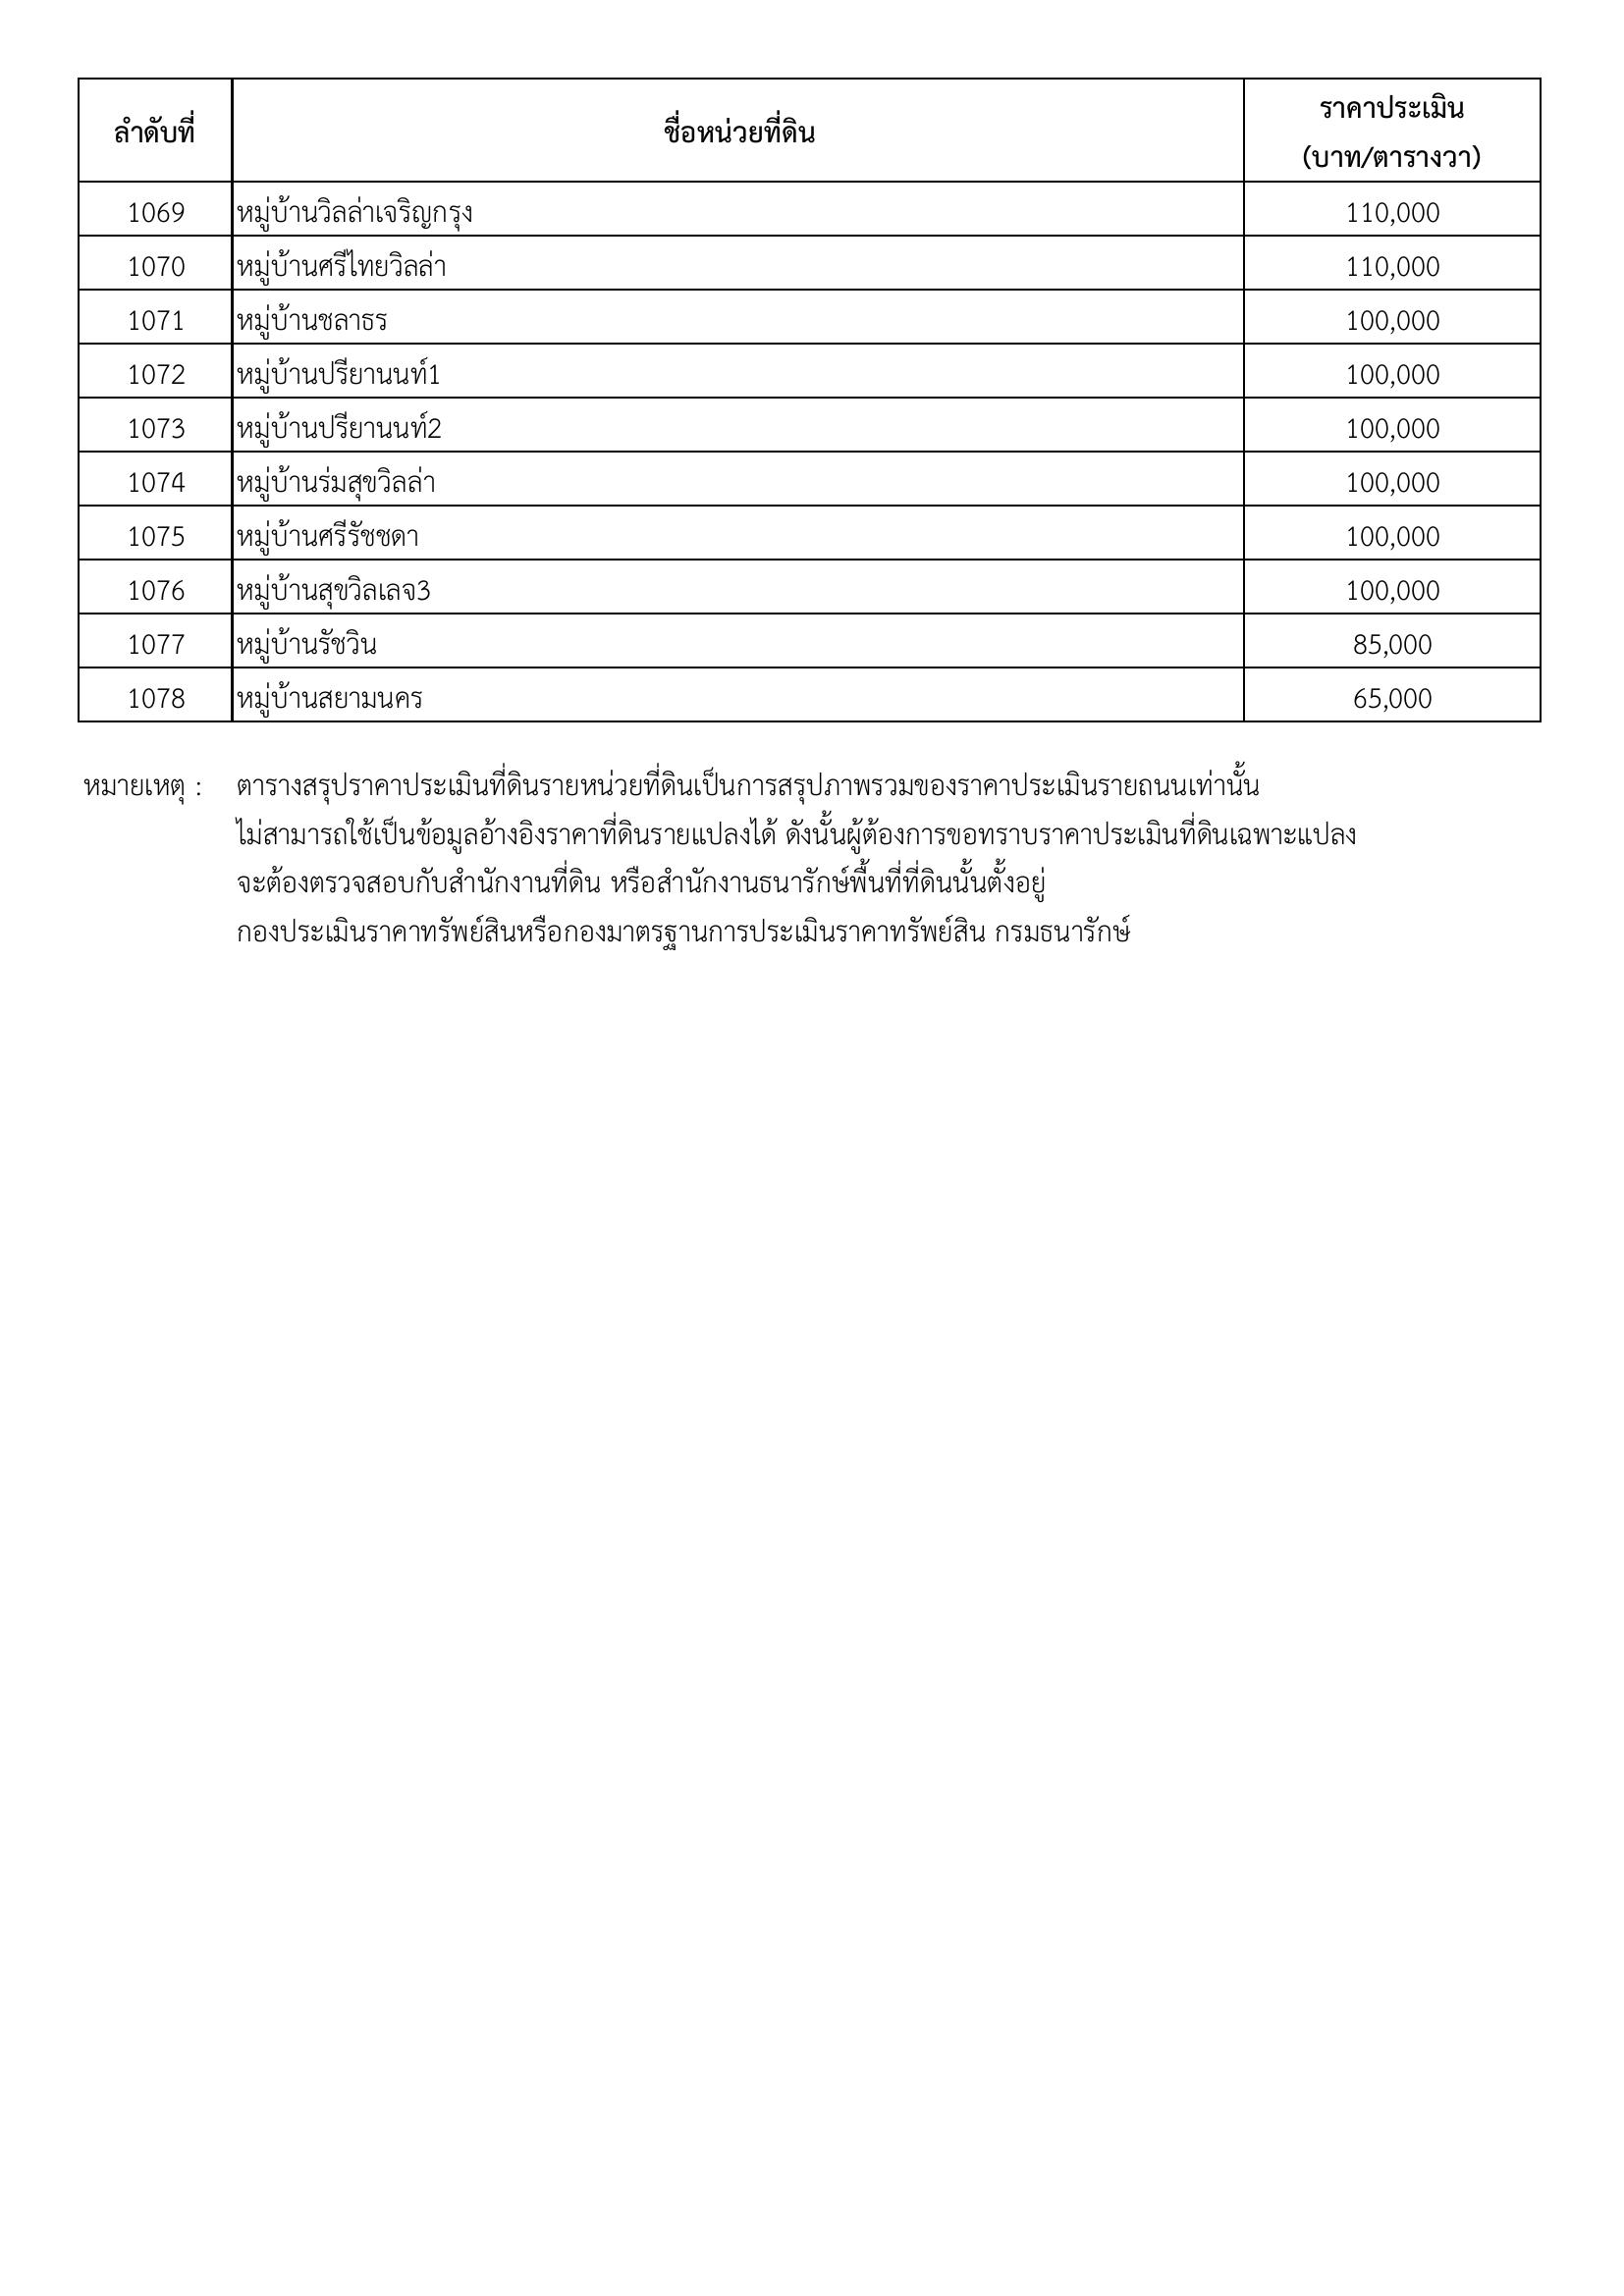 ลำดับที่ ชื่อหน่วยที่ดิน ราคาประเมิน
(บาท/ตารางวา)
1069 หมู่บ้านวิลล่าเจริญกรุง 110,000
1070 หมู่บ้านศรีไทยวิลล่า 110,000
1071 หมู่บ้านชลาธร 100,000
1072 หมู่บ้านปรียานนท์1 100,000
1073 หมู่บ้านปรียานนท์2 100,000
1074 หมู่บ้านร่มสุขวิลล่า 100,000
1075 หมู่บ้านศรีรัชชดา 100,000
1076 หมู่บ้านสุขวิลเลจ3 100,000
1077 หมู่บ้านรัชวิน 85,000
1078 หมู่บ้านสยามนคร 65,000
หมายเหตุ : ตารางสรุปราคาประเมินที่ดินรายหน่วยที่ดินเป็นการสรุปภาพรวมของราคาประเมินรายถนนเท่านั้น
ไม่สามารถใช้เป็นข้อมูลอ้างอิงราคาที่ดินรายแปลงได้ ดังนั้นผู้ต้องการขอทราบราคาประเมินที่ดินเฉพาะแปลง
จะต้องตรวจสอบกับสำนักงานที่ดิน หรือสำนักงานธนารักษ์พื้นที่ที่ดินนั้นตั้งอยู่
กองประเมินราคาทรัพย์สินหรือกองมาตรฐานการประเมินราคาทรัพย์สิน กรมธนารักษ์